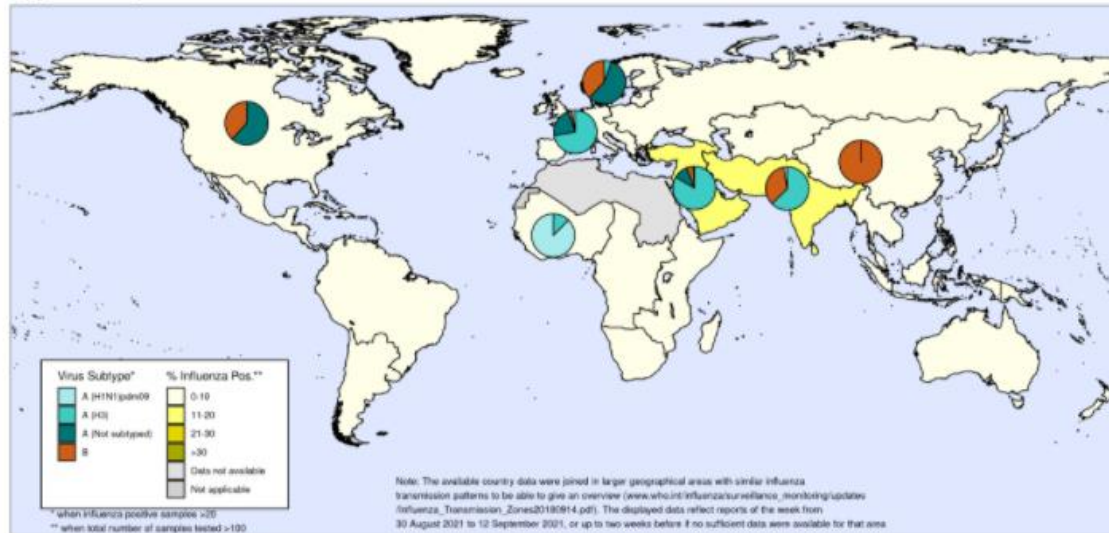 Virus Subtype*
A (H1N1)pdm09
A (H3)
A (Not subtyped)
B
% Influenza Pos.**
0-10
11-20
21-30
>30
Data not available
Not applicable
* when influenza positive samples >20
** when total number of samples tested >100
Note: The available country data were joined in larger geographical areas with similar influenza
transmission patterns to be able to give an overview (www.who.int/influenza/surveillance_monitoring/updates
/Influenza_Transmission_Zones20180914.pdf). The displayed data reflect reports of the week from
30 August 2021 to 12 September 2021, or up to two weeks before if no sufficient data were available for that area